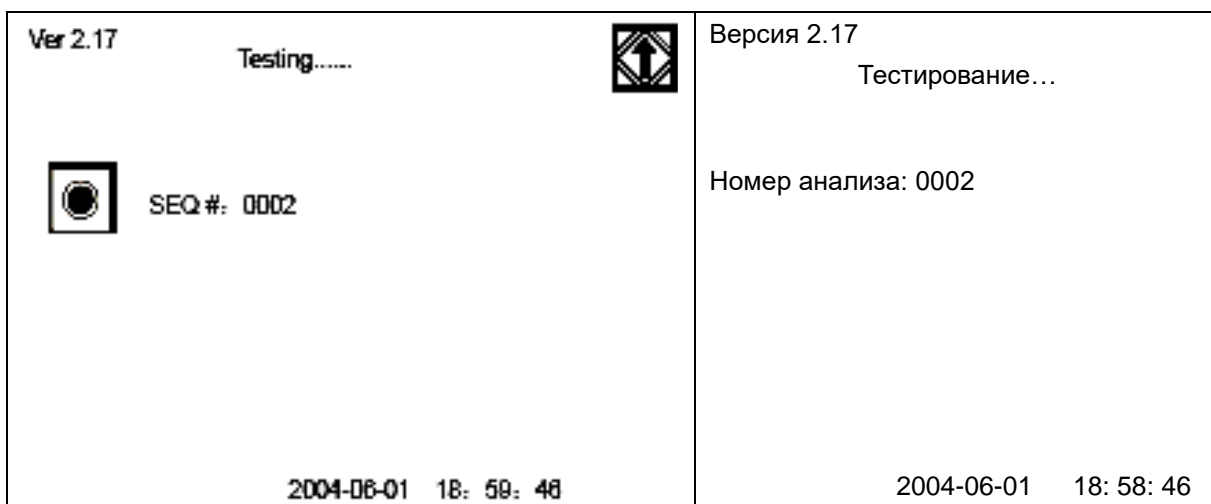 Ver 2.17
Testing......
SEQ #: 0002
2004-06-01 18: 59: 46
Версия 2.17
Тестирование…
Номер анализа: 0002
2004-06-01 18: 58: 46